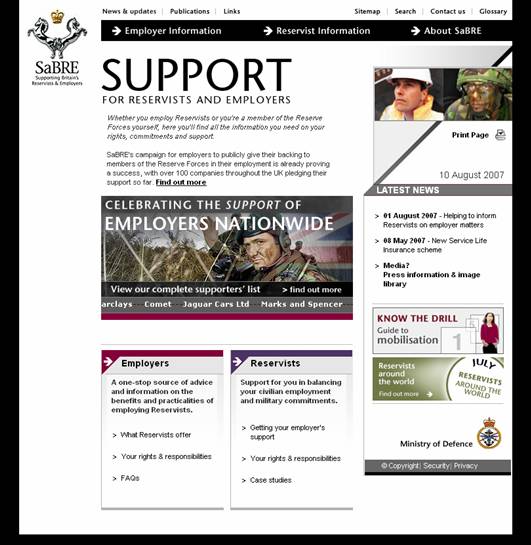 News & updates | Publications | Links
Sitemap | Search | Contact us | Glossary
Employer Information
Reservist Information
About SaBRE
SaBRE
Supporting Britain's
Reservists & Employers
SUPPORT
FOR RESERVISTS AND EMPLOYERS
Whether you employ Reservists or you're a member of the Reserve
Forces yourself, here you'll find all the information you need on your
rights, commitments and support.
SaBRE's campaign for employers to publicly give their backing to
members of the Reserve Forces in their employment is already proving
a success, with over 100 companies throughout the UK pledging their
support so far. Find out more
CELEBRATING THE SUPPORT OF
EMPLOYERS NATIONWIDE
View our complete supporters' list
> find out more
arclays Comet Jaguar Cars Ltd Marks and Spencer
Employers
A one-stop source of advice
and information on the
benefits and practicalities of
employing Reservists.
> What Reservists offer
> Your rights & responsibilities
> FAQs
Reservists
Support for you in balancing
your civilian employment
and military commitments.
> Getting your employer's
support
> Your rights & responsibilities
> Case studies
Print Page
10 August 2007
LATEST NEWS
> 01 August 2007 - Helping to inform
Reservists on employer matters
> 08 May 2007 - New Service Life
Insurance scheme
> Media?
Press information & image
library
KNOW THE DRILL
Guide to
mobilisation
1
Reservists
around
the world
Find out more
JULY
RESERVISTS
AROUND THE
WORLD
Ministry of Defence
© Copyright| Security| Privacy